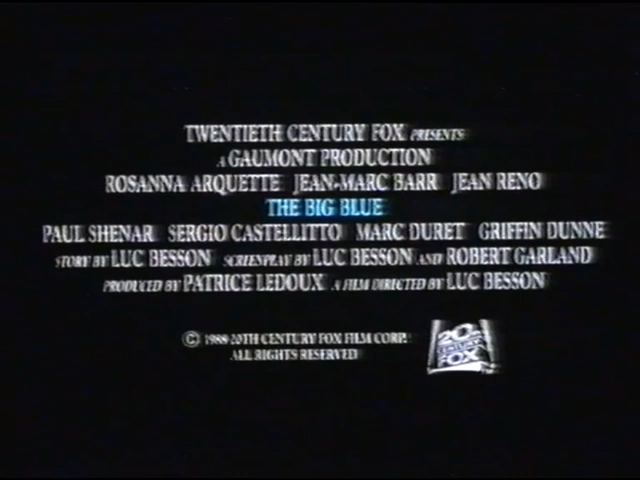 TWENTIETH CENTURY FOX PRESENTS
A GAUMONT PRODUCTION
ROSANNA ARQUETTE JEAN-MARC BARR JEAN RENO
THE BIG BLUE
PAUL SHENAR SERGIO CASTELLITTO MARC DURET GRIFFIN DUNNE
STORY BY LUC BESSON SCREENPLAY BY LUC BESSON AND ROBERT GARLAND
PRODUCED BY PATRICE LEDOUX A FILM DIRECTED BY LUC BESSON
© 1988 20TH CENTURY FOX FILM CORP.
ALL RIGHTS RESERVED
20th
CENTURY
FOX